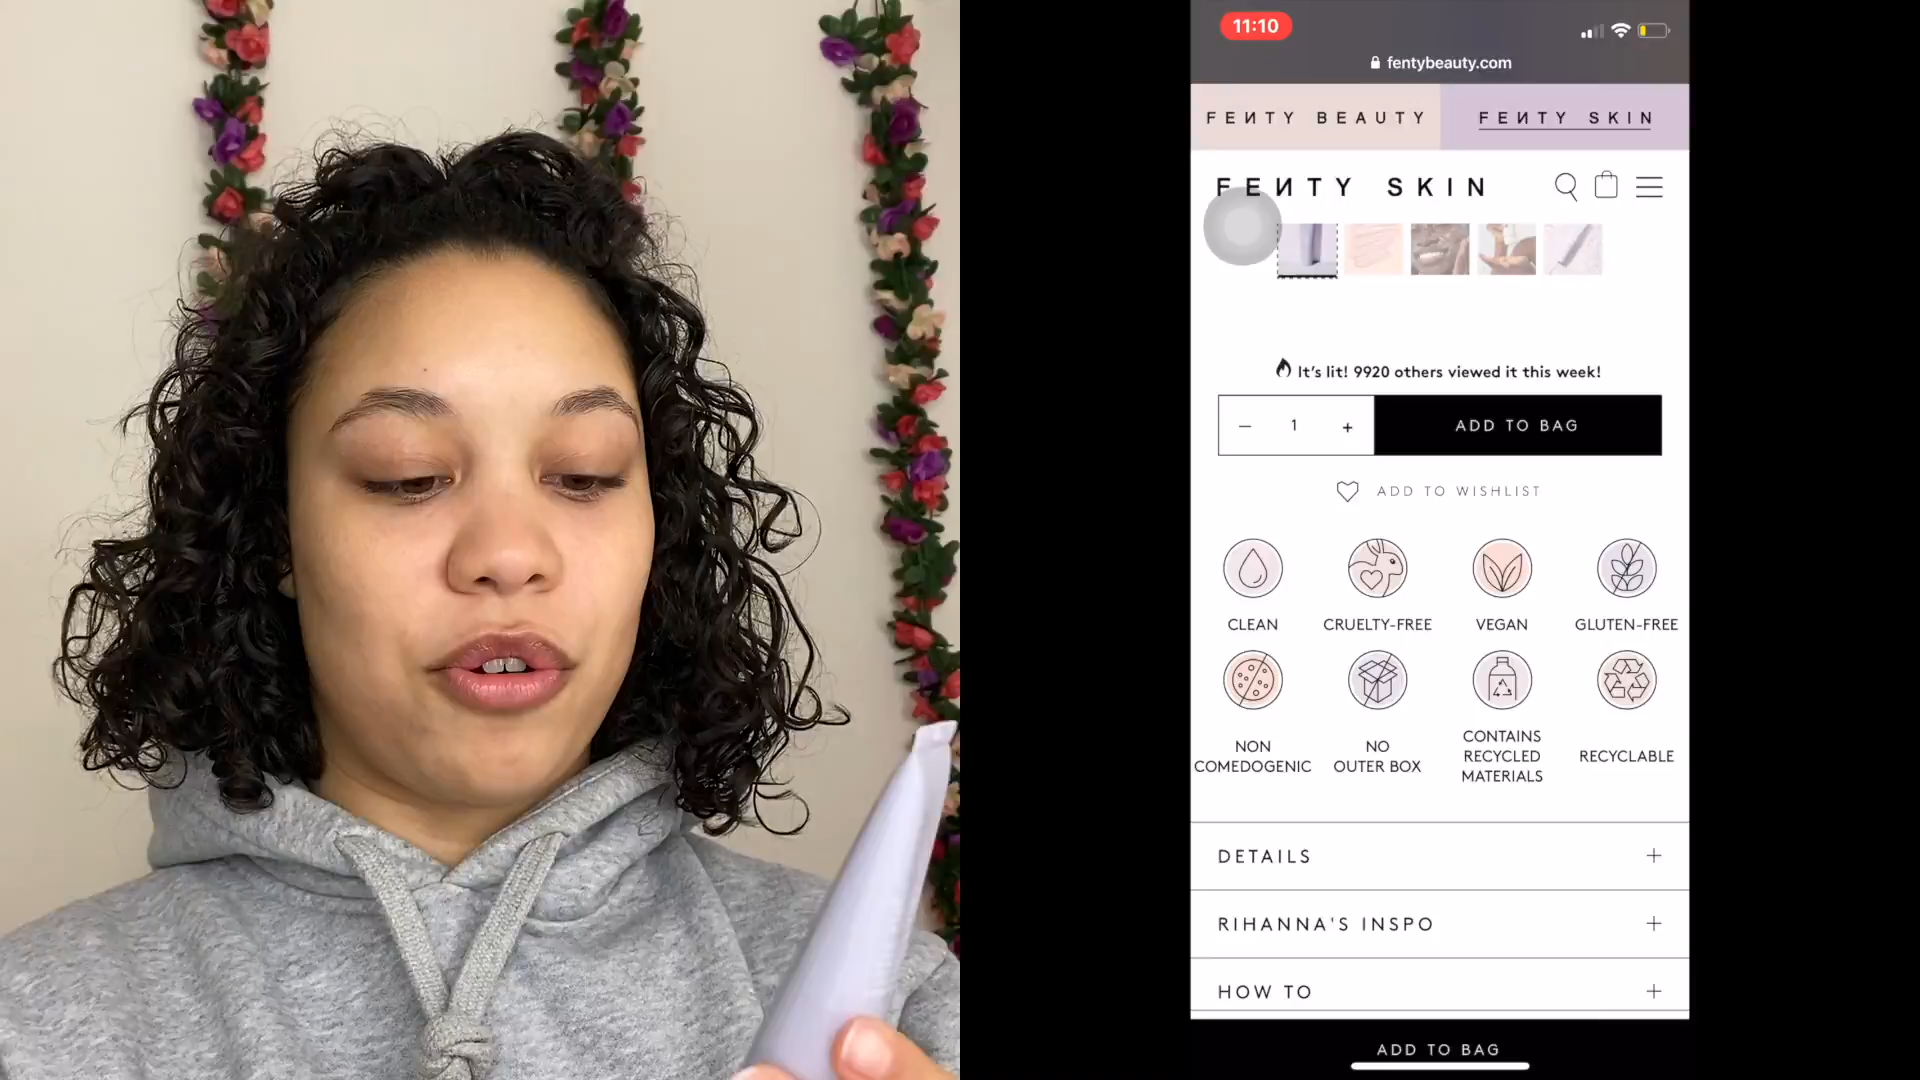 11:10
fentybeauty.com
FENTY BEAUTY
FENTY SKIN
FENTY SKIN
It's lit! 9920 others viewed it this week!
− 1 +
ADD TO BAG
ADD TO WISHLIST
CLEAN
CRUELTY-FREE
VEGAN
GLUTEN-FREE
NON
COMEDOGENIC
NO
OUTER BOX
CONTAINS
RECYCLED
MATERIALS
RECYCLABLE
DETAILS +
RIHANNA'S INSPO +
HOW TO +
ADD TO BAG